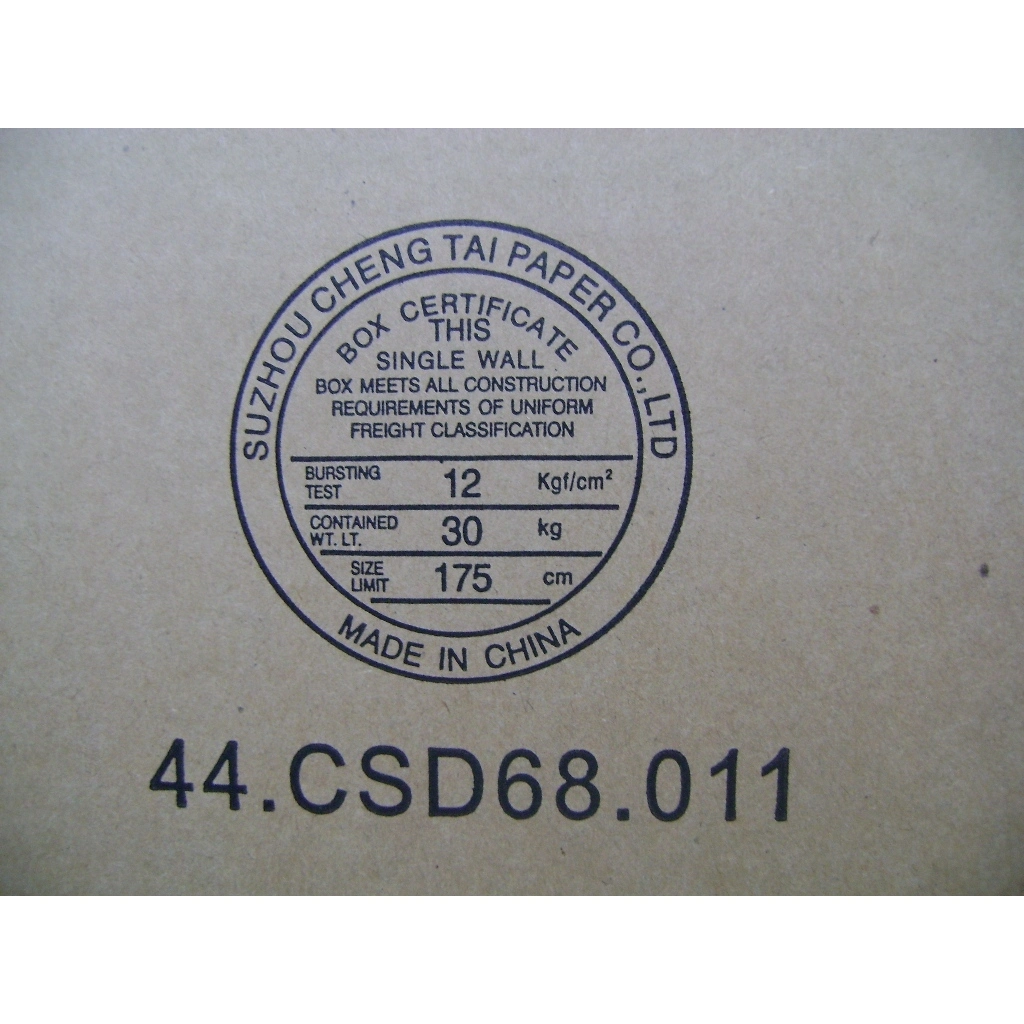 SUZHOU CHENG TAI PAPER CO.,LTD
BOX CERTIFICATE
THIS
SINGLE WALL
BOX MEETS ALL CONSTRUCTION
REQUIREMENTS OF UNIFORM
FREIGHT CLASSIFICATION
BURSTING TEST 12 Kgf/cm²
CONTAINED WT. LT. 30 kg
SIZE LIMIT 175 cm
MADE IN CHINA
44.CSD68.011